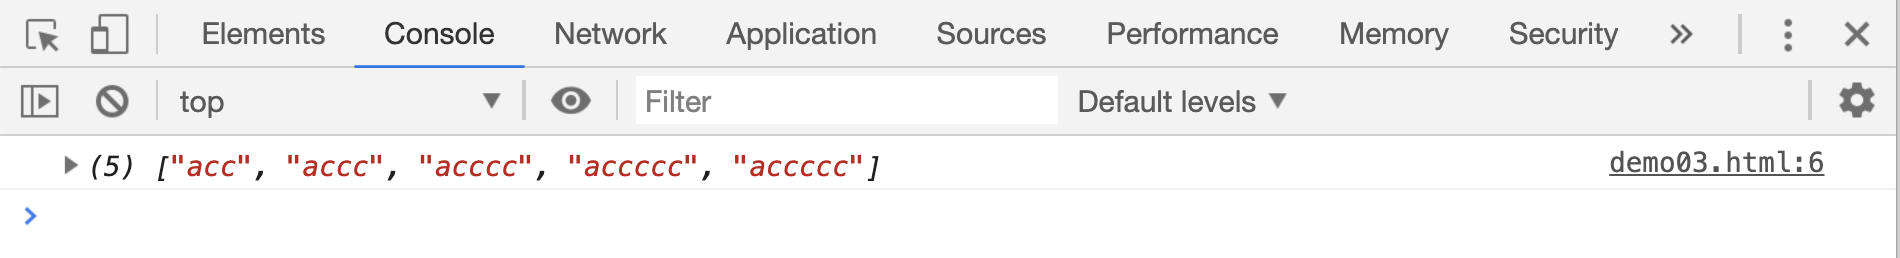 Elements Console Network Application Sources Performance Memory Security
top Filter Default levels
(5) ["acc", "accc", "acccc", "accccc", "accccc"] demo03.html:6